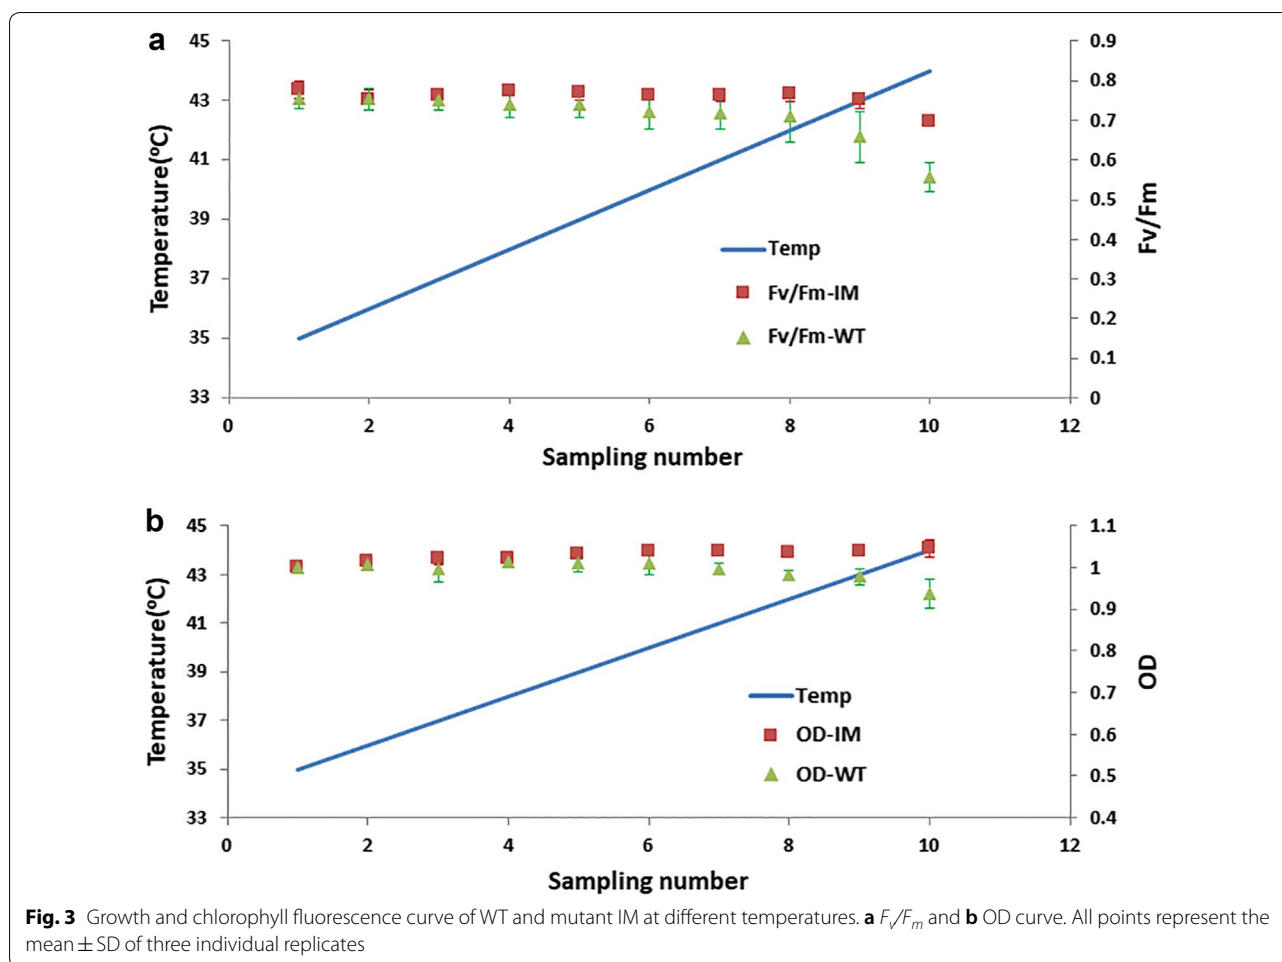 a
45
43
41
39
37
35
33
Temperature(ºC)
0.9
0.8
0.7
0.6
0.5
0.4
0.3
0.2
0.1
0
Fv/Fm
Temp
Fv/Fm-IM
Fv/Fm-WT
0 2 4 6 8 10 12
Sampling number
b
45
43
41
39
37
35
33
Temperature(ºC)
1.1
1
0.9
0.8
0.7
0.6
0.5
0.4
OD
Temp
OD-IM
OD-WT
0 2 4 6 8 10 12
Sampling number
Fig. 3 Growth and chlorophyll fluorescence curve of WT and mutant IM at different temperatures. a Fv/Fm and b OD curve. All points represent the
mean ± SD of three individual replicates